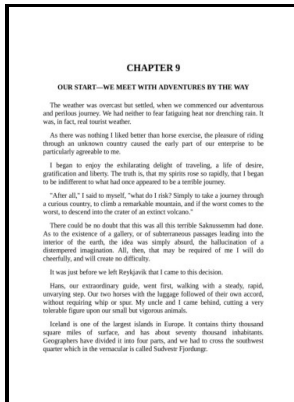 CHAPTER 9
OUR START—WE MEET WITH ADVENTURES BY THE WAY
The weather was overcast but settled, when we commenced our adventurous
and perilous journey. We had neither to fear fatiguing heat nor drenching rain. It
was, in fact, real tourist weather.
As there was nothing I liked better than horse exercise, the pleasure of riding
through an unknown country caused the early part of our enterprise to be
particularly agreeable to me.
I began to enjoy the exhilarating delight of traveling, a life of desire,
gratification and liberty. The truth is, that my spirits rose so rapidly, that I began
to be indifferent to what had once appeared to be a terrible journey.
"After all," I said to myself, "what do I risk? Simply to take a journey through
a curious country, to climb a remarkable mountain, and if the worst comes to the
worst, to descend into the crater of an extinct volcano."
There could be no doubt that this was all this terrible Saknussemm had done.
As to the existence of a gallery, or of subterraneous passages leading into the
interior of the earth, the idea was simply absurd, the hallucination of a
distempered imagination. All, then, that may be required of me I will do
cheerfully, and will create no difficulty.
It was just before we left Reykjavik that I came to this decision.
Hans, our extraordinary guide, went first, walking with a steady, rapid,
unvarying step. Our two horses with the luggage followed of their own accord,
without requiring whip or spur. My uncle and I came behind, cutting a very
tolerable figure upon our small but vigorous animals.
Iceland is one of the largest islands in Europe. It contains thirty thousand
square miles of surface, and has about seventy thousand inhabitants.
Geographers have divided it into four parts, and we had to cross the southwest
quarter which in the vernacular is called Sudvestr Fjordungr.